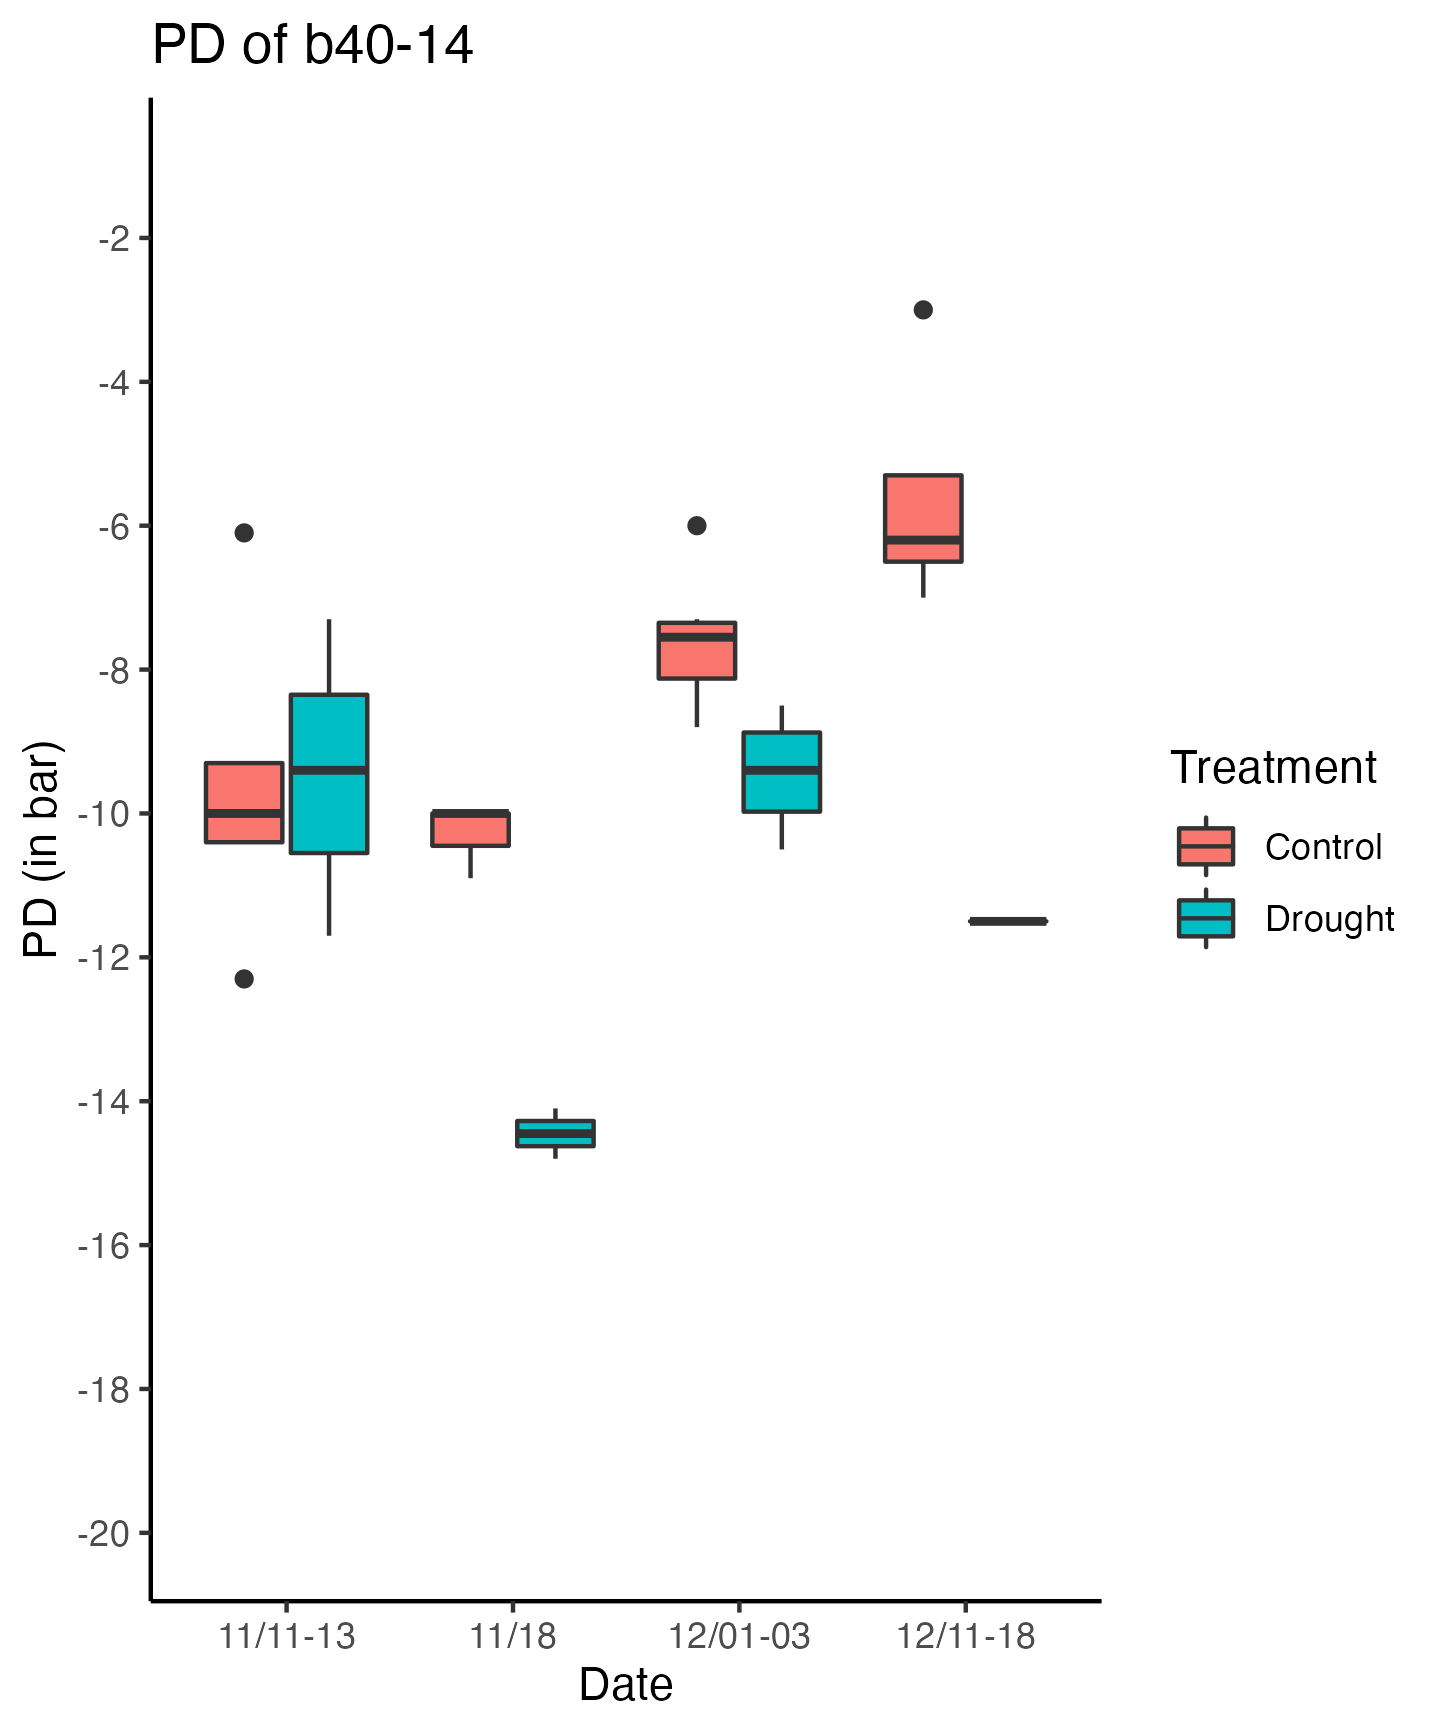 PD of b40-14
-2
-4
-6
-8
-10
-12
-14
-16
-18
-20
PD (in bar)
11/11-13
11/18
12/01-03
12/11-18
Date
Treatment
Control
Drought